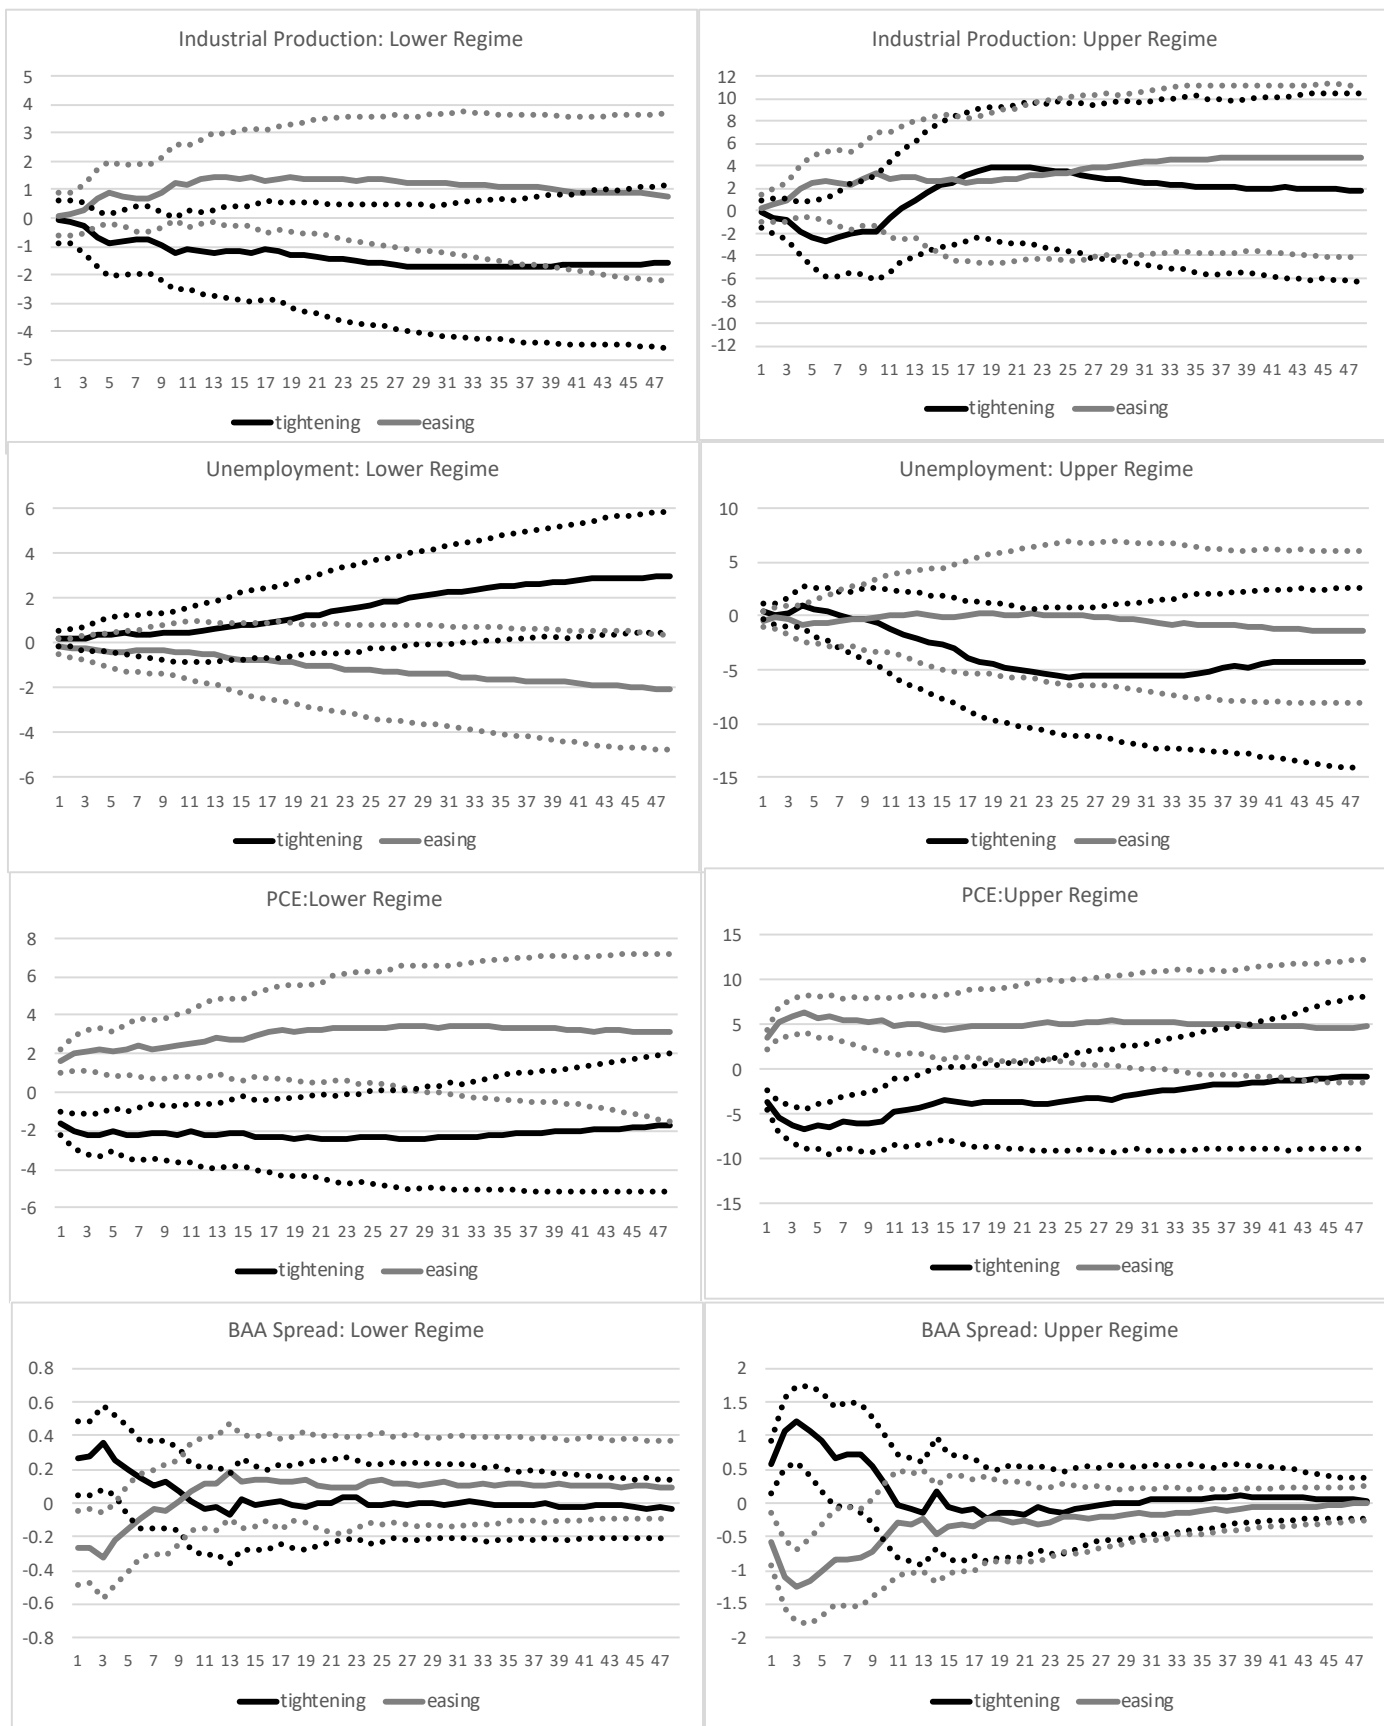 Industrial Production: Lower Regime
5
4
3
2
1
0
-1
-2
-3
-4
-5
1 3 5 7 9 11 13 15 17 19 21 23 25 27 29 31 33 35 37 39 41 43 45 47
tightening easing
Industrial Production: Upper Regime
12
10
8
6
4
2
0
-2
-4
-6
-8
-10
-12
1 3 5 7 9 11 13 15 17 19 21 23 25 27 29 31 33 35 37 39 41 43 45 47
tightening easing
Unemployment: Lower Regime
6
4
2
0
-2
-4
-6
1 3 5 7 9 11 13 15 17 19 21 23 25 27 29 31 33 35 37 39 41 43 45 47
tightening easing
Unemployment: Upper Regime
10
5
0
-5
-10
-15
1 3 5 7 9 11 13 15 17 19 21 23 25 27 29 31 33 35 37 39 41 43 45 47
tightening easing
PCE:Lower Regime
8
6
4
2
0
-2
-4
-6
1 3 5 7 9 11 13 15 17 19 21 23 25 27 29 31 33 35 37 39 41 43 45 47
tightening easing
PCE:Upper Regime
15
10
5
0
-5
-10
-15
1 3 5 7 9 11 13 15 17 19 21 23 25 27 29 31 33 35 37 39 41 43 45 47
tightening easing
BAA Spread: Lower Regime
0.8
0.6
0.4
0.2
0
-0.2
-0.4
-0.6
-0.8
1 3 5 7 9 11 13 15 17 19 21 23 25 27 29 31 33 35 37 39 41 43 45 47
tightening easing
BAA Spread: Upper Regime
2
1.5
1
0.5
0
-0.5
-1
-1.5
-2
1 3 5 7 9 11 13 15 17 19 21 23 25 27 29 31 33 35 37 39 41 43 45 47
tightening easing